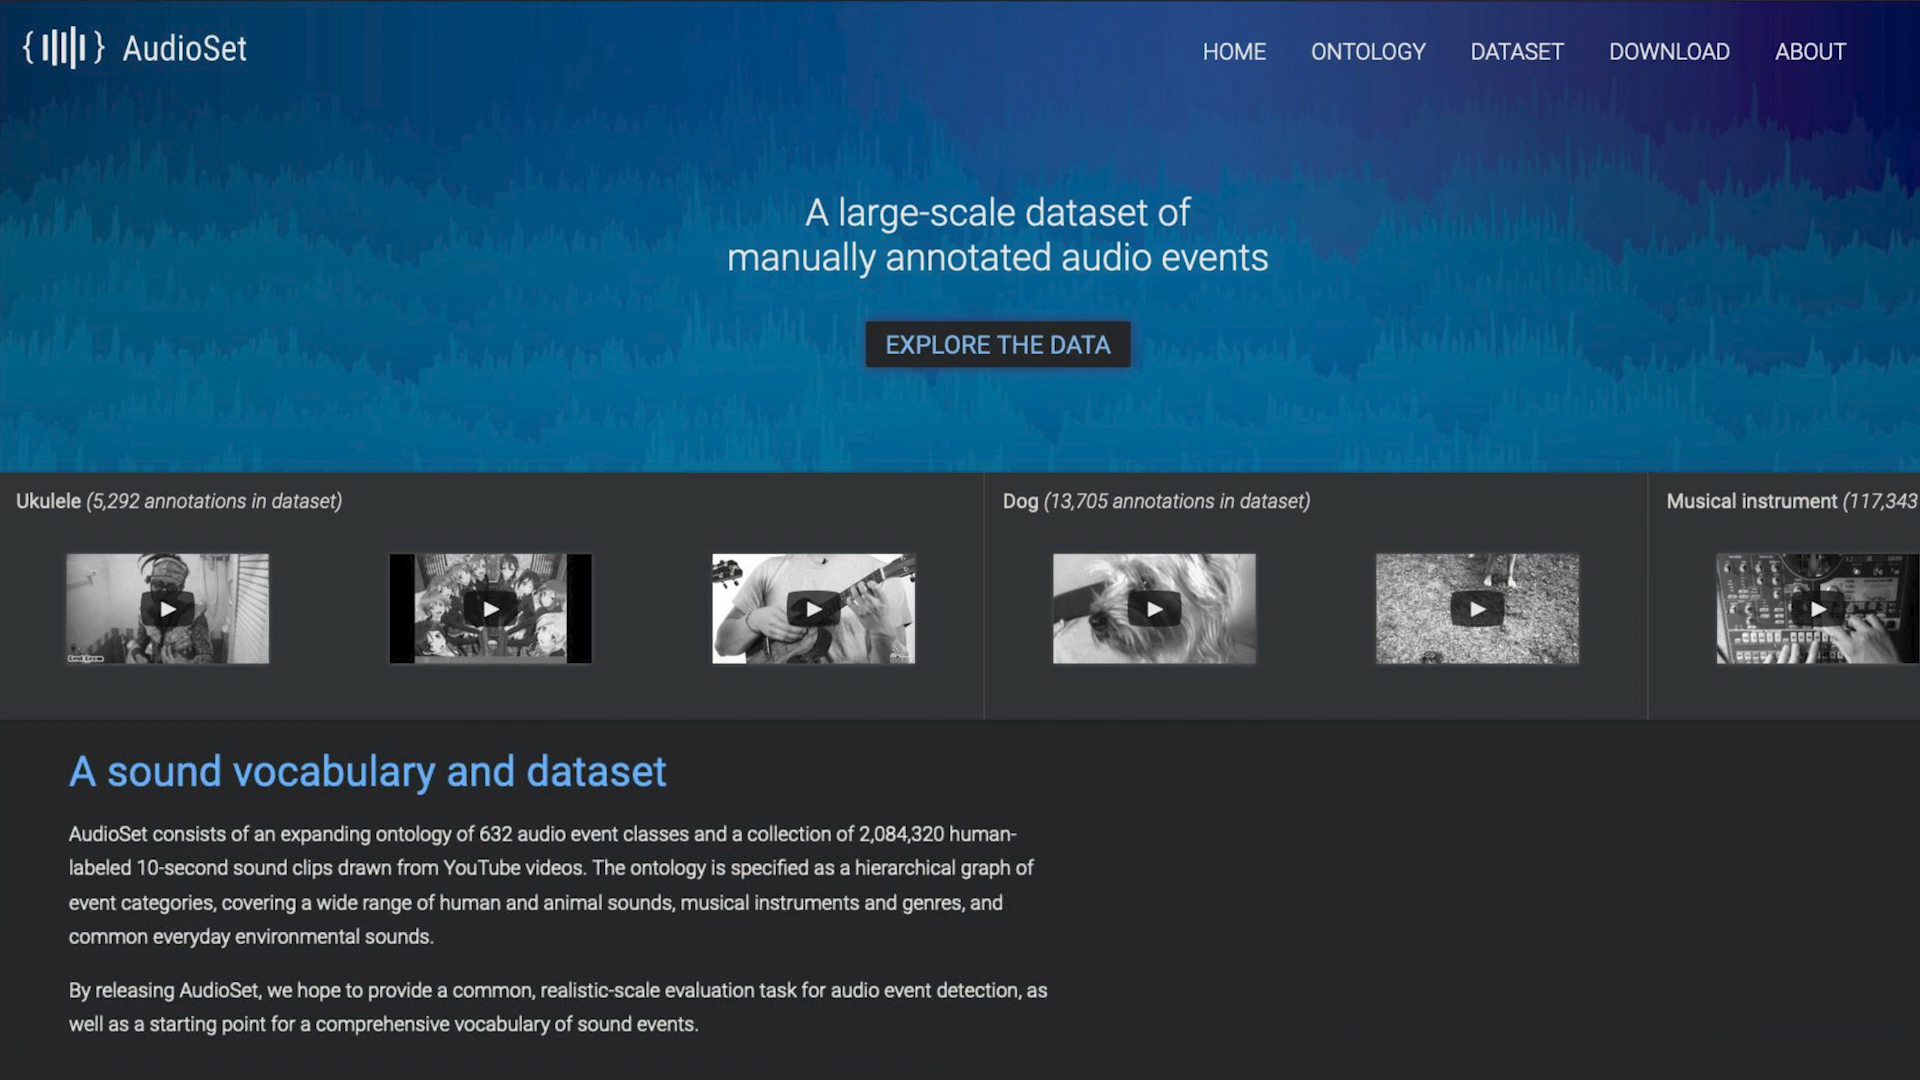 AudioSet
HOME ONTOLOGY DATASET DOWNLOAD ABOUT
A large-scale dataset of
manually annotated audio events
EXPLORE THE DATA
Ukulele (5,292 annotations in dataset)
Dog (13,705 annotations in dataset)
Musical instrument (117,343
A sound vocabulary and dataset
AudioSet consists of an expanding ontology of 632 audio event classes and a collection of 2,084,320 human-
labeled 10-second sound clips drawn from YouTube videos. The ontology is specified as a hierarchical graph of
event categories, covering a wide range of human and animal sounds, musical instruments and genres, and
common everyday environmental sounds.
By releasing AudioSet, we hope to provide a common, realistic-scale evaluation task for audio event detection, as
well as a starting point for a comprehensive vocabulary of sound events.